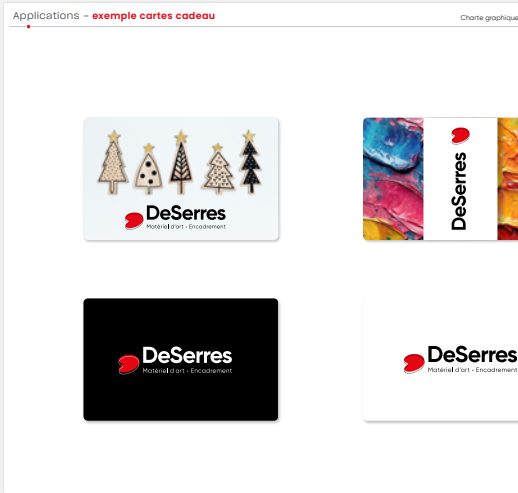 Applications – exemple cartes cadeau
Charte graphique
DeSerres
Matériel d'art • Encadrement
DeSerres
DeSerres
Matériel d'art • Encadrement
DeSerres
Matériel d'art • Encadrement